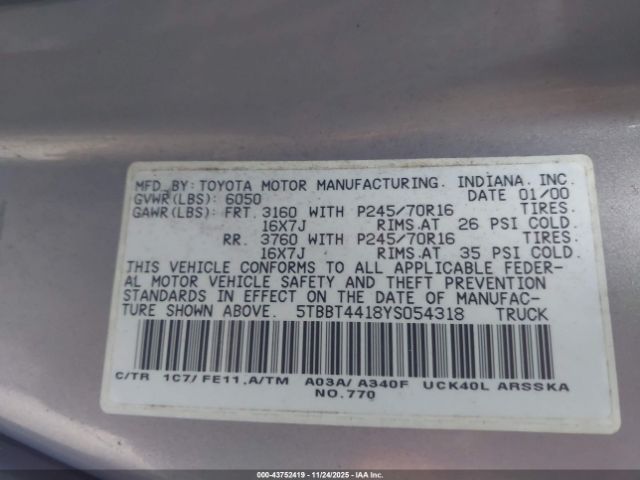 MFD.BY:TOYOTA MOTOR MANUFACTURING. INDIANA. INC.
GVWR(LBS): 6050 DATE 01/00
GAWR(LBS): FRT. 3160 WITH P245/70R16 TIRES.
16X7J RIMS.AT 26 PSI COLD.
RR. 3760 WITH P245/70R16 TIRES.
16X7J RIMS.AT 35 PSI COLD.
THIS VEHICLE CONFORMS TO ALL APPLICABLE FEDER-
AL MOTOR VEHICLE SAFETY AND THEFT PREVENTION
STANDARDS IN EFFECT ON THE DATE OF MANUFAC-
TURE SHOWN ABOVE. 5TBBT4418YS054318 TRUCK
C/TR 1C7/FE11.A/TM A03A/A340F UCK40L ARSSKA
NO.770
000-43752419 - 11/24/2025 - IAAI.COM